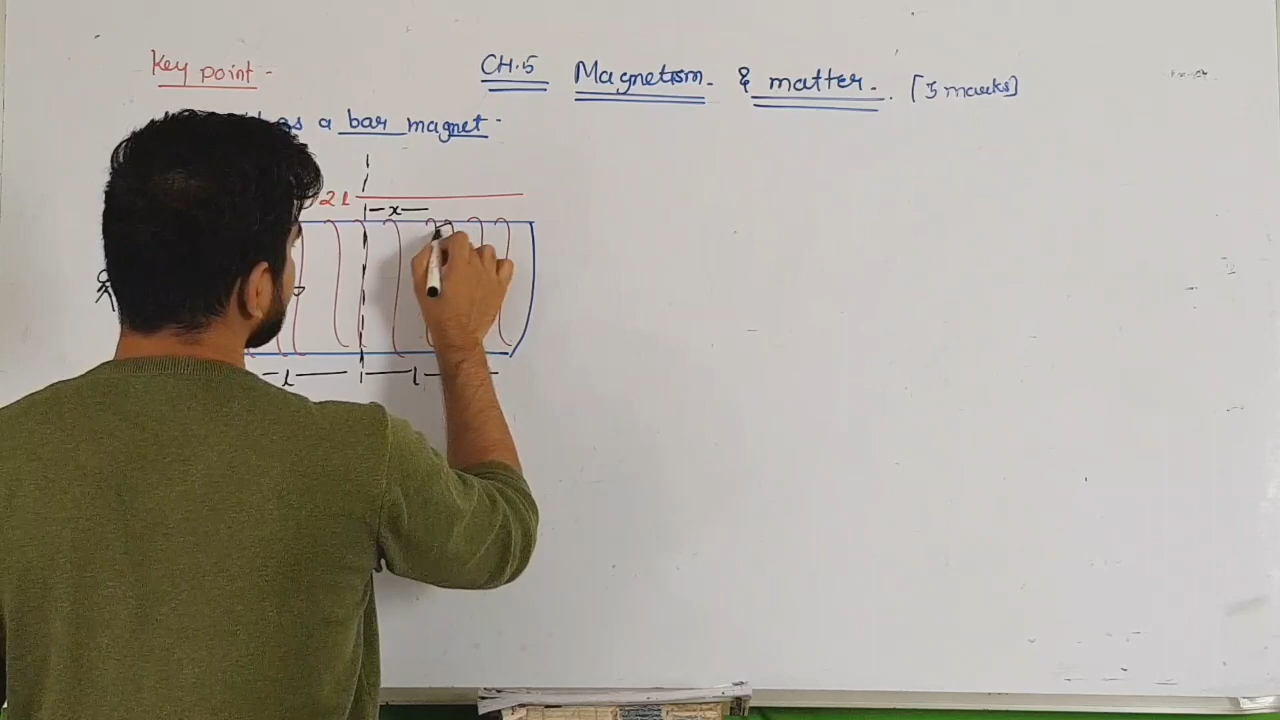 Key point -
CH.5 Magnetism & matter. [5 marks]
as a bar magnet -
2l
x
l l